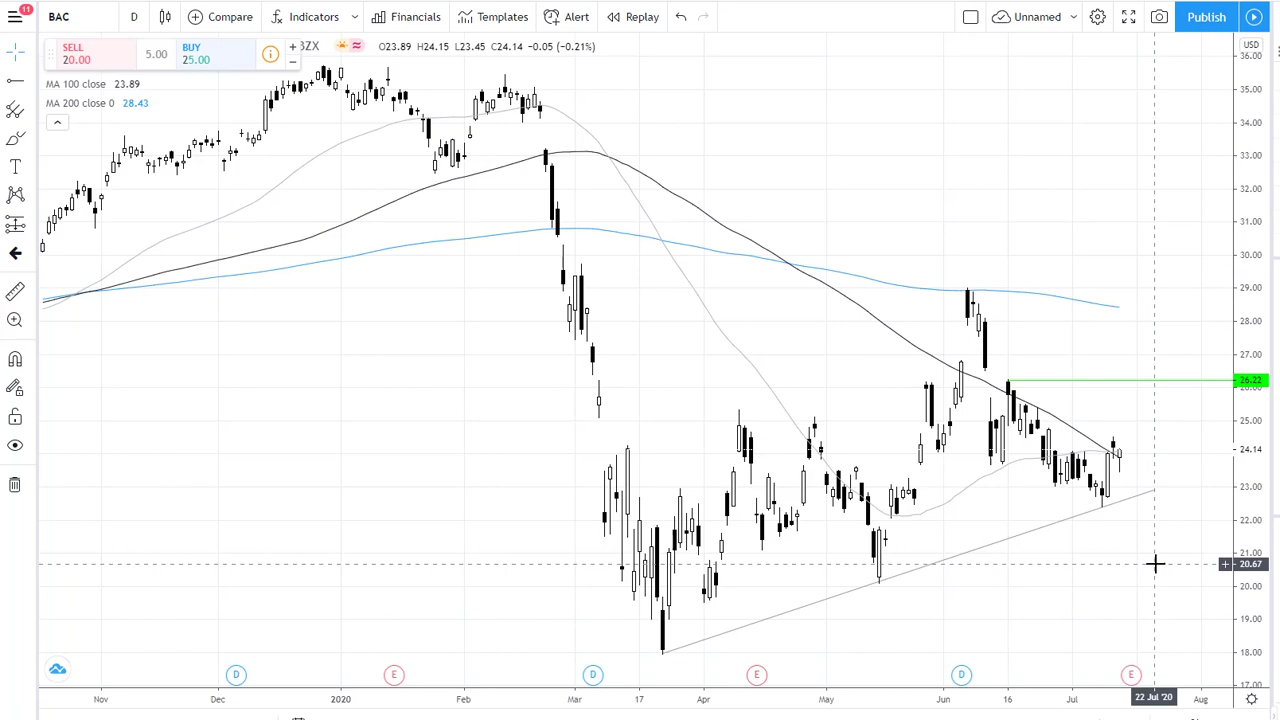 11 BAC D Compare Indicators Financials Templates Alert Replay Unnamed Publish
SELL
20.00
5.00
BUY
25.00
BZX O23.89 H24.15 L23.45 C24.14 -0.05 (-0.21%)
MA 100 close 23.89
MA 200 close 0 28.43
USD
36.00
35.00
34.00
33.00
32.00
31.00
30.00
29.00
28.00
27.00
26.22
26.00
25.00
24.14
23.00
22.00
21.00
20.67
20.00
19.00
18.00
17.00
D E D E D E
Nov Dec 2020 Feb Mar 17 Apr May Jun 16 Jul 22 Jul '20 Aug